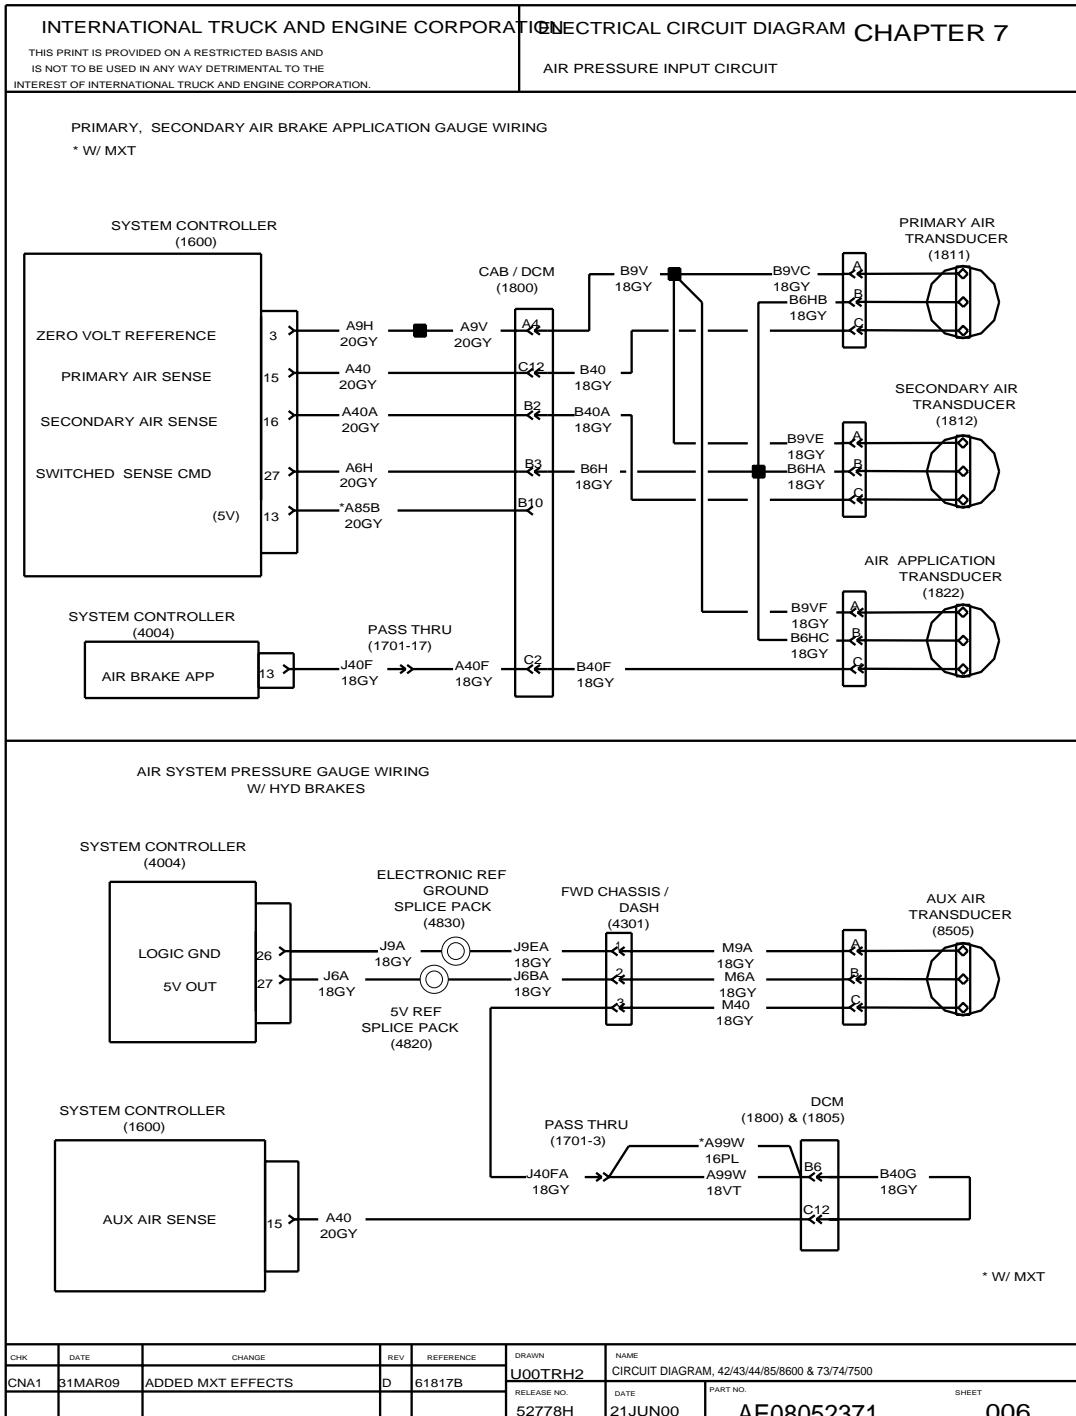 INTERNATIONAL TRUCK AND ENGINE CORPORATION
ELECTRICAL CIRCUIT DIAGRAM CHAPTER 7
THIS PRINT IS PROVIDED ON A RESTRICTED BASIS AND
IS NOT TO BE USED IN ANY WAY DETRIMENTAL TO THE
INTEREST OF INTERNATIONAL TRUCK AND ENGINE CORPORATION.
AIR PRESSURE INPUT CIRCUIT
PRIMARY, SECONDARY AIR BRAKE APPLICATION GAUGE WIRING
* W/ MXT
SYSTEM CONTROLLER
(1600)
ZERO VOLT REFERENCE
PRIMARY AIR SENSE
SECONDARY AIR SENSE
SWITCHED SENSE CMD
(5V)
3
15
16
27
13
A9H
20GY
A9V
20GY
A40
20GY
A40A
20GY
A6H
20GY
*A85B
20GY
CAB / DCM
(1800)
A4
C12
B2
B3
B10
C2
B9V
18GY
B40
18GY
B40A
18GY
B6H
18GY
B9VC
18GY
B6HB
18GY
A
B
C
PRIMARY AIR
TRANSDUCER
(1811)
SECONDARY AIR
TRANSDUCER
(1812)
B9VE
18GY
B6HA
18GY
A
B
C
AIR APPLICATION
TRANSDUCER
(1822)
B9VF
18GY
B6HC
18GY
A
B
C
SYSTEM CONTROLLER
(4004)
AIR BRAKE APP
13
J40F
18GY
PASS THRU
(1701-17)
A40F
18GY
B40F
18GY
AIR SYSTEM PRESSURE GAUGE WIRING
W/ HYD BRAKES
SYSTEM CONTROLLER
(4004)
LOGIC GND
5V OUT
26
27
J9A
18GY
J6A
18GY
ELECTRONIC REF
GROUND
SPLICE PACK
(4830)
5V REF
SPLICE PACK
(4820)
J9EA
18GY
J6BA
18GY
FWD CHASSIS /
DASH
(4301)
1
2
3
M9A
18GY
M6A
18GY
M40
18GY
A
B
C
AUX AIR
TRANSDUCER
(8505)
SYSTEM CONTROLLER
(1600)
AUX AIR SENSE
15
A40
20GY
PASS THRU
(1701-3)
J40FA
18GY
*A99W
16PL
A99W
18VT
DCM
(1800) & (1805)
B6
C12
B40G
18GY
* W/ MXT
CHK DATE CHANGE REV REFERENCE
CNA1 31MAR09 ADDED MXT EFFECTS D 61817B
DRAWN
U00TRH2
NAME
CIRCUIT DIAGRAM, 42/43/44/85/8600 & 73/74/7500
RELEASE NO.
52778H
DATE
21JUN00
PART NO.
AE08052371
SHEET
006